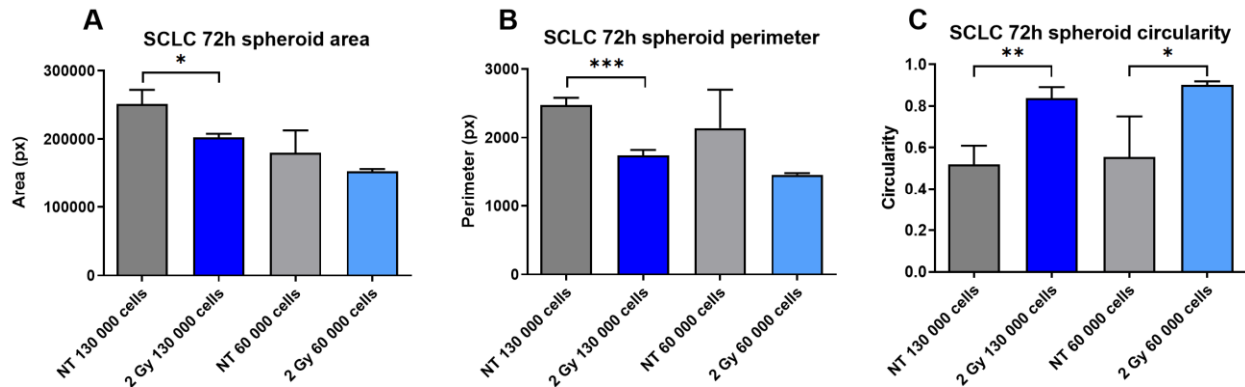 A
SCLC 72h spheroid area
*
300000
200000
100000
0
Area (px)
NT 130 000 cells
2 Gy 130 000 cells
NT 60 000 cells
2 Gy 60 000 cells
B
SCLC 72h spheroid perimeter
***
3000
2000
1000
0
Perimeter (px)
NT 130 000 cells
2 Gy 130 000 cells
NT 60 000 cells
2 Gy 60 000 cells
C
SCLC 72h spheroid circularity
**
*
1.0
0.8
0.6
0.4
0.2
0.0
Circularity
NT 130 000 cells
2 Gy 130 000 cells
NT 60 000 cells
2 Gy 60 000 cells